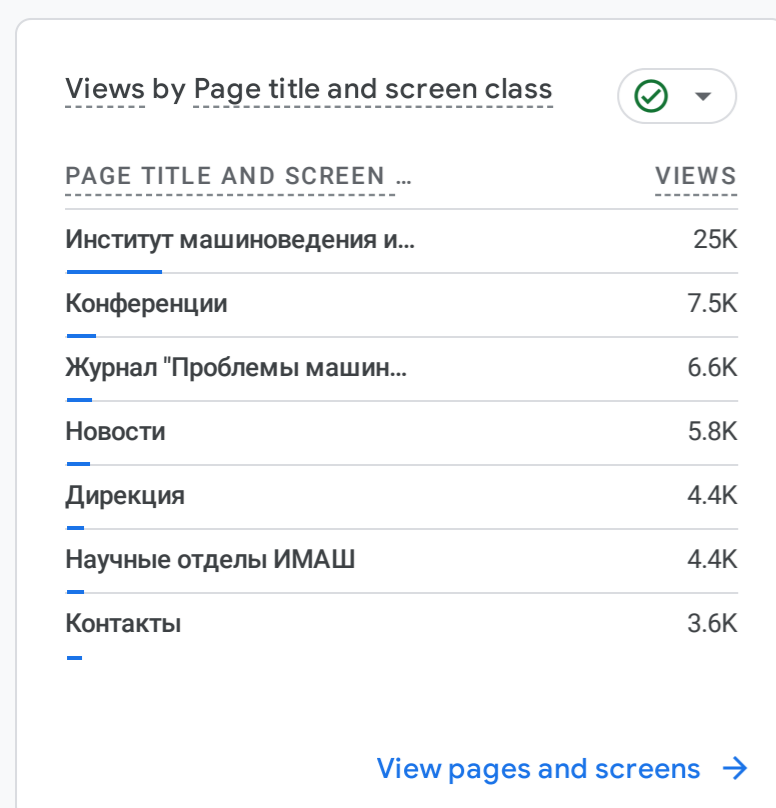 Views by Page title and screen class
PAGE TITLE AND SCREEN … VIEWS
Институт машиноведения и… 25K
Конференции 7.5K
Журнал "Проблемы машин… 6.6K
Новости 5.8K
Дирекция 4.4K
Научные отделы ИМАШ 4.4K
Контакты 3.6K
View pages and screens →